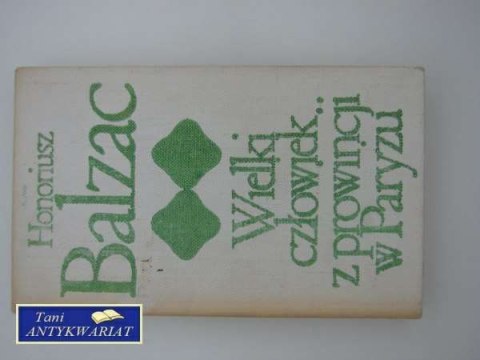 Honoriusz
Balzac
Wielki
człowiek...
z prowincji
w Paryżu
Tani
ANTYKWARIAT